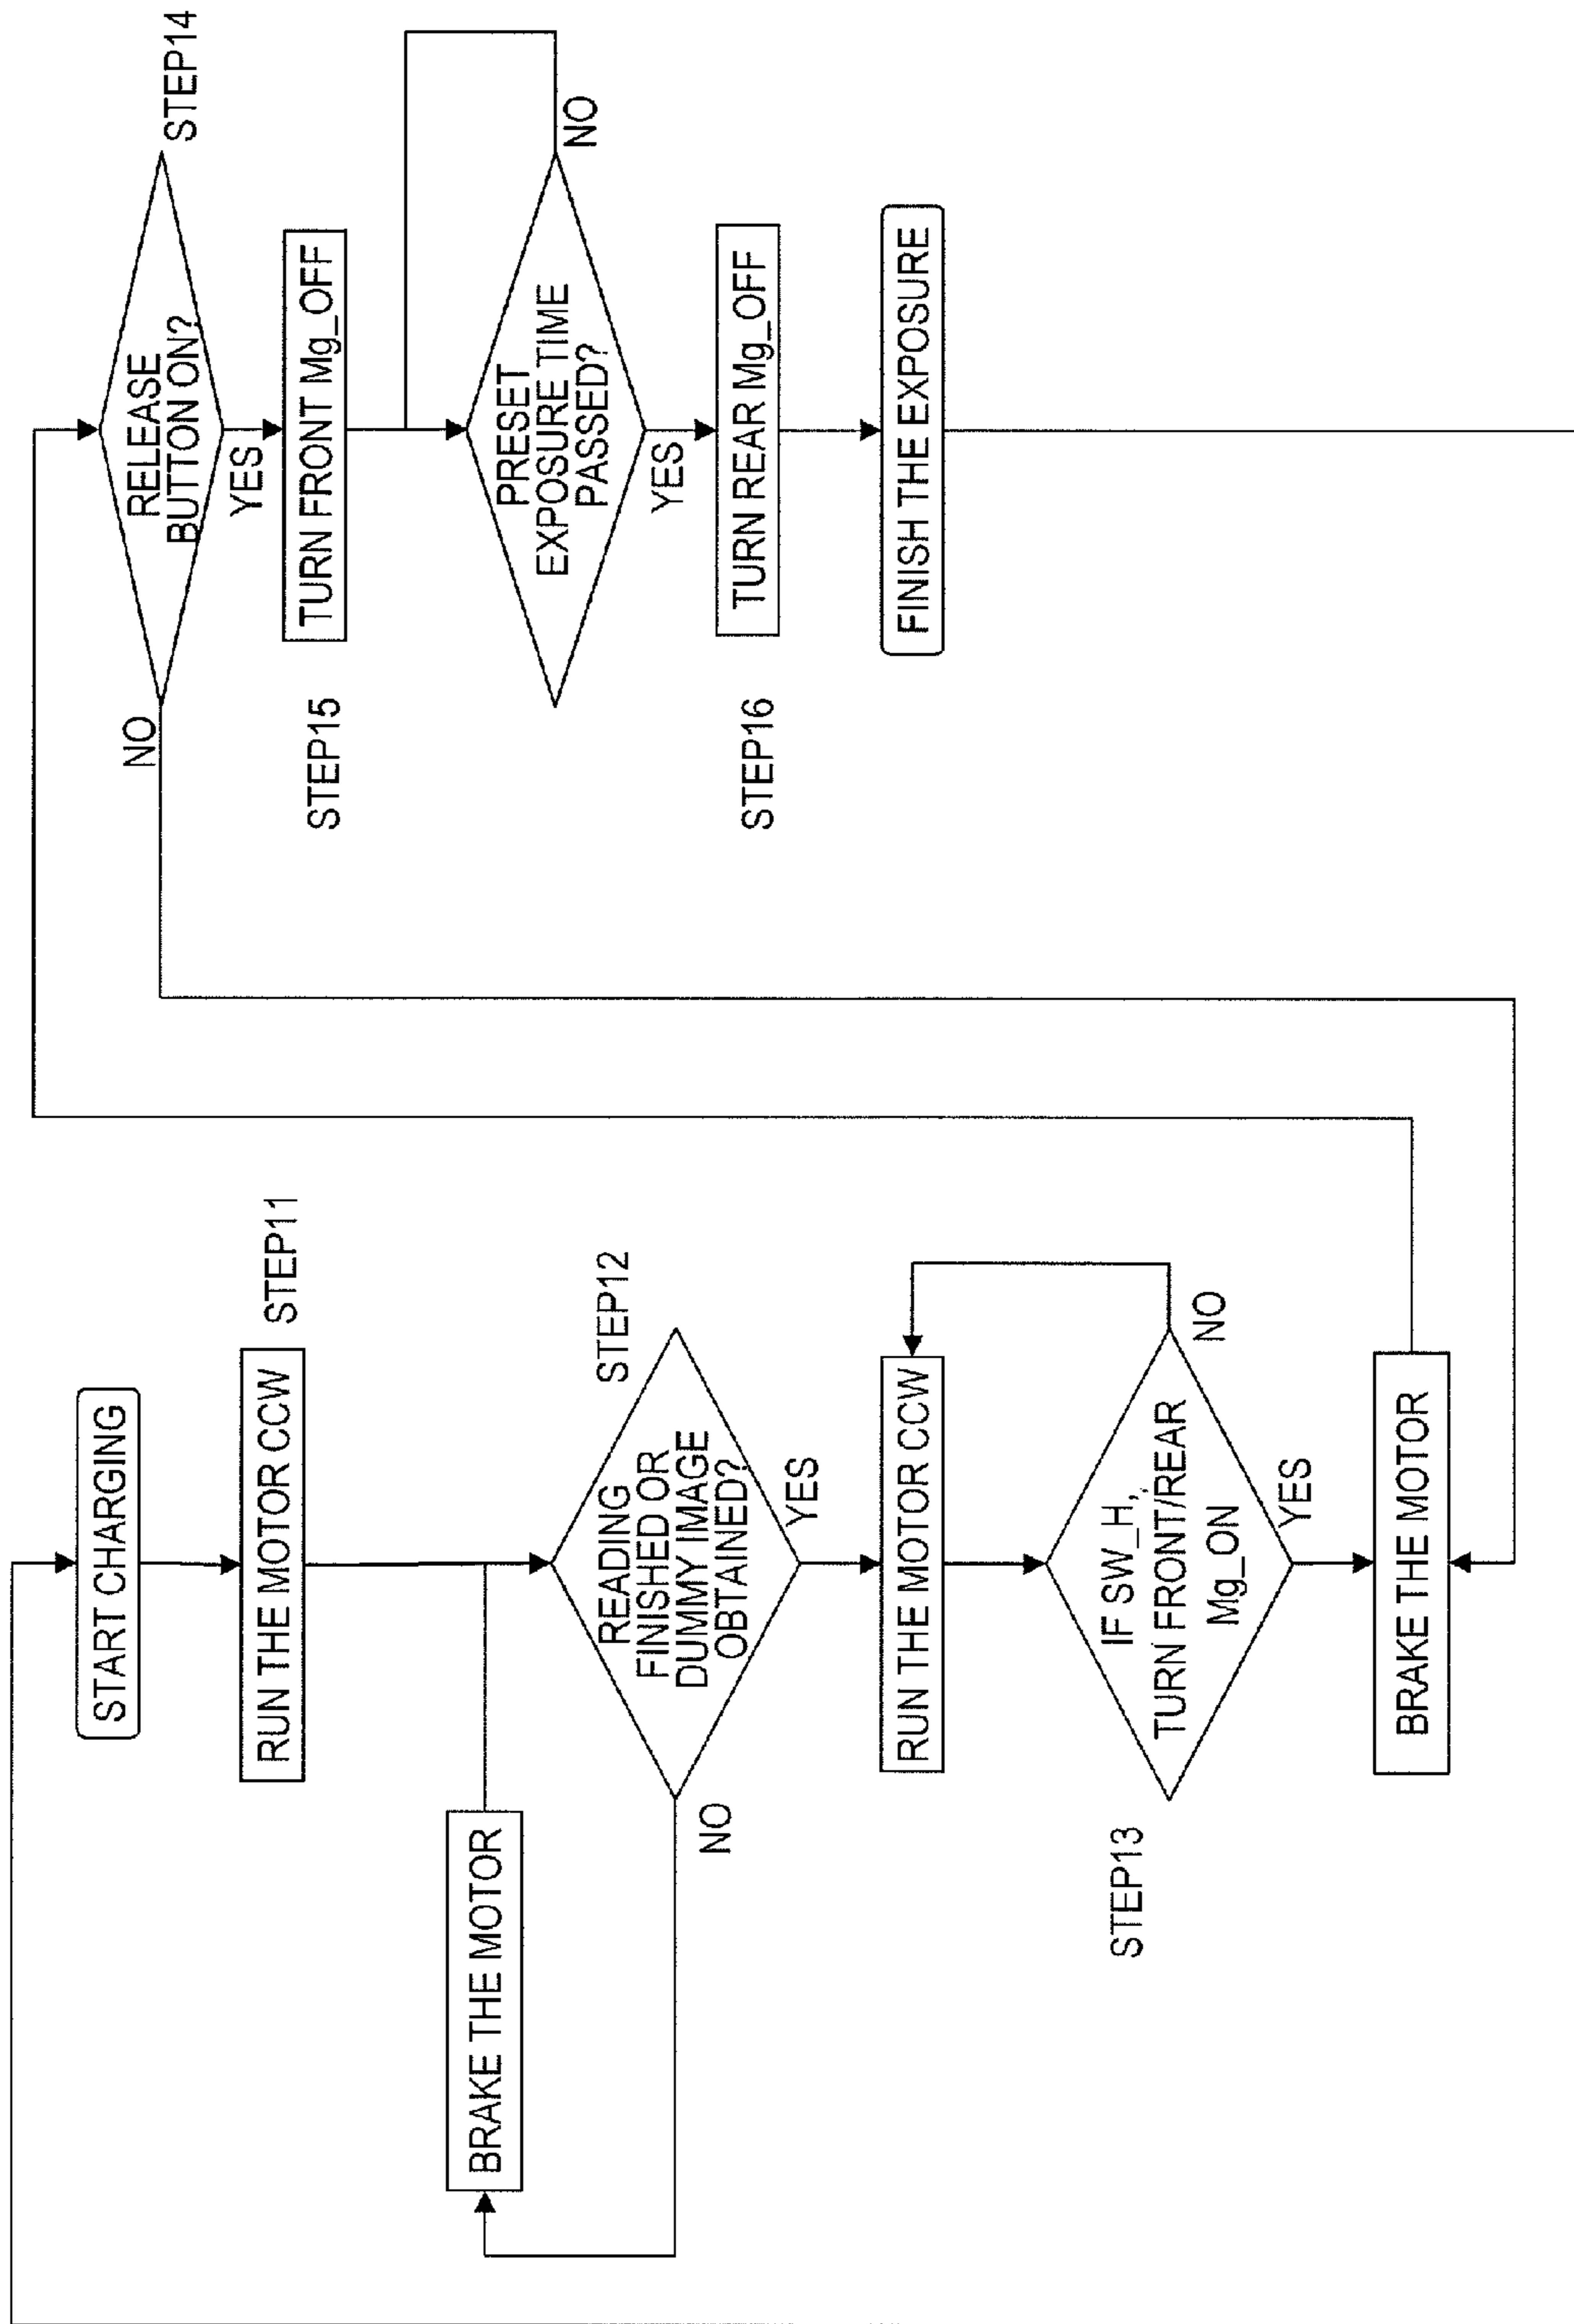 START CHARGING
RUN THE MOTOR CCW
STEP11
BRAKE THE MOTOR
READING
FINISHED OR
DUMMY IMAGE
OBTAINED?
STEP12
NO
YES
RUN THE MOTOR CCW
STEP13
IF SW_H,
TURN FRONT/REAR
Mg_ON
NO
YES
BRAKE THE MOTOR
RELEASE
BUTTON ON?
STEP14
NO
YES
STEP15
TURN FRONT Mg_OFF
PRESET
EXPOSURE TIME
PASSED?
NO
YES
STEP16
TURN REAR Mg_OFF
FINISH THE EXPOSURE